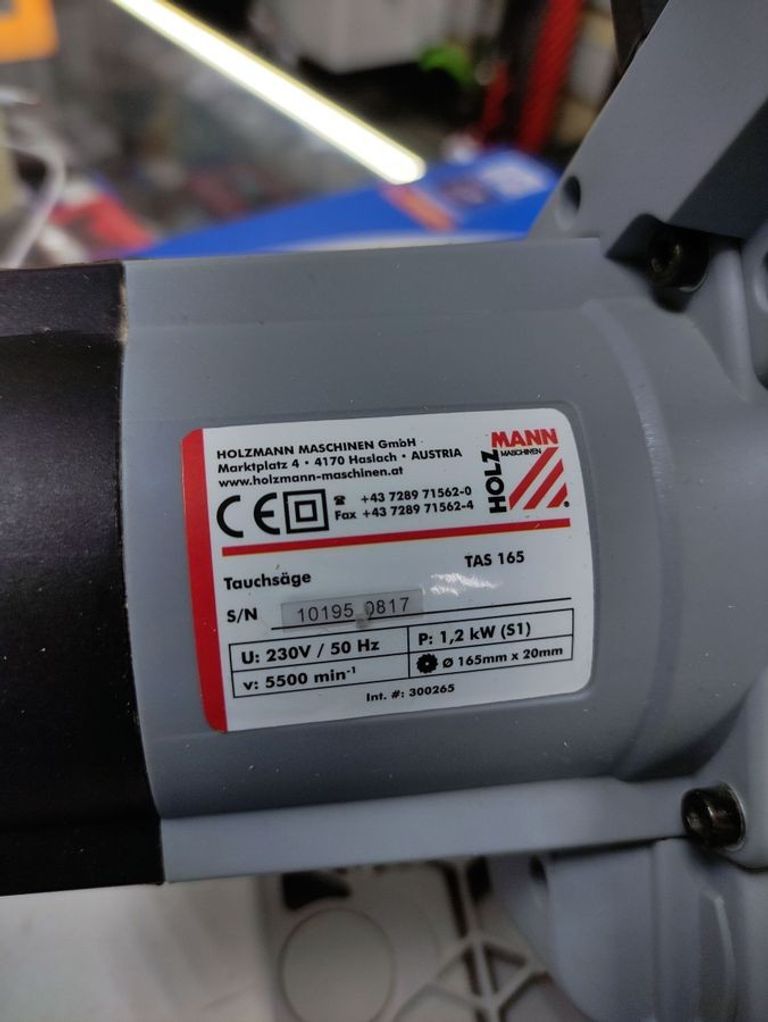 HOLZMANN MASCHINEN GmbH
Marktplatz 4 • 4170 Haslach • AUSTRIA
www.holzmann-maschinen.at
CE
☎ +43 7289 71562-0
Fax +43 7289 71562-4
HOLZ
MANN
MASCHINEN
Tauchsäge
TAS 165
S/N 10195 0817
U: 230V / 50 Hz
P: 1,2 kW (S1)
v: 5500 min⁻¹
Ø 165mm x 20mm
Int. #: 300265